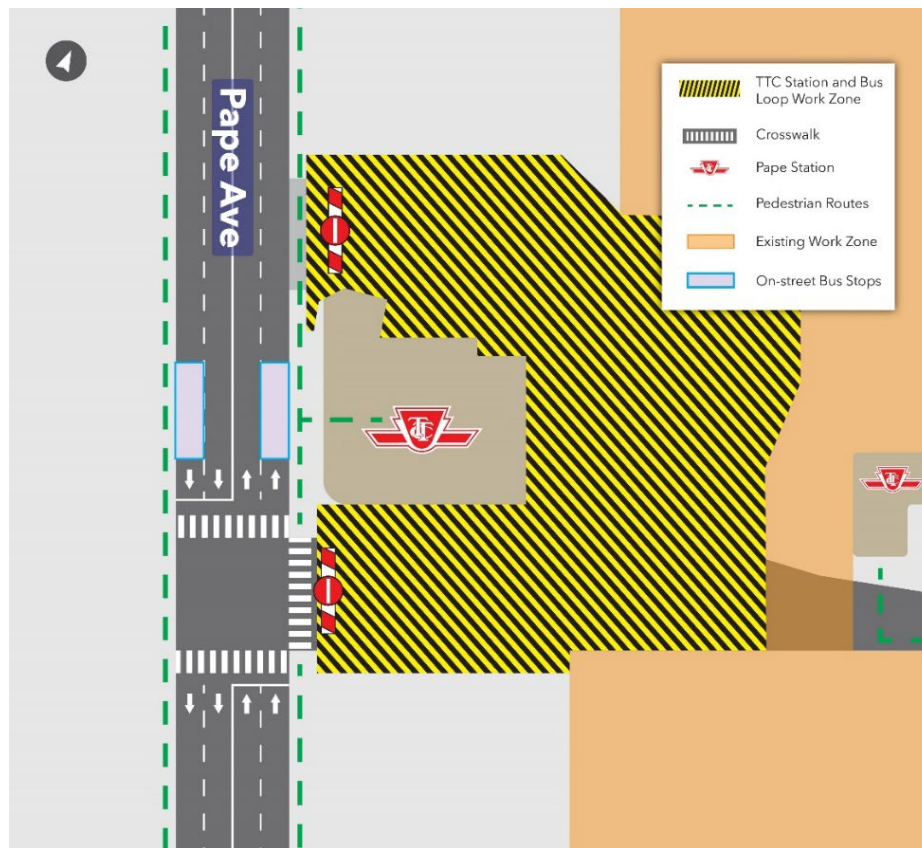 Pape Ave
TTC Station and Bus
Loop Work Zone
Crosswalk
Pape Station
Pedestrian Routes
Existing Work Zone
On-street Bus Stops
TTC